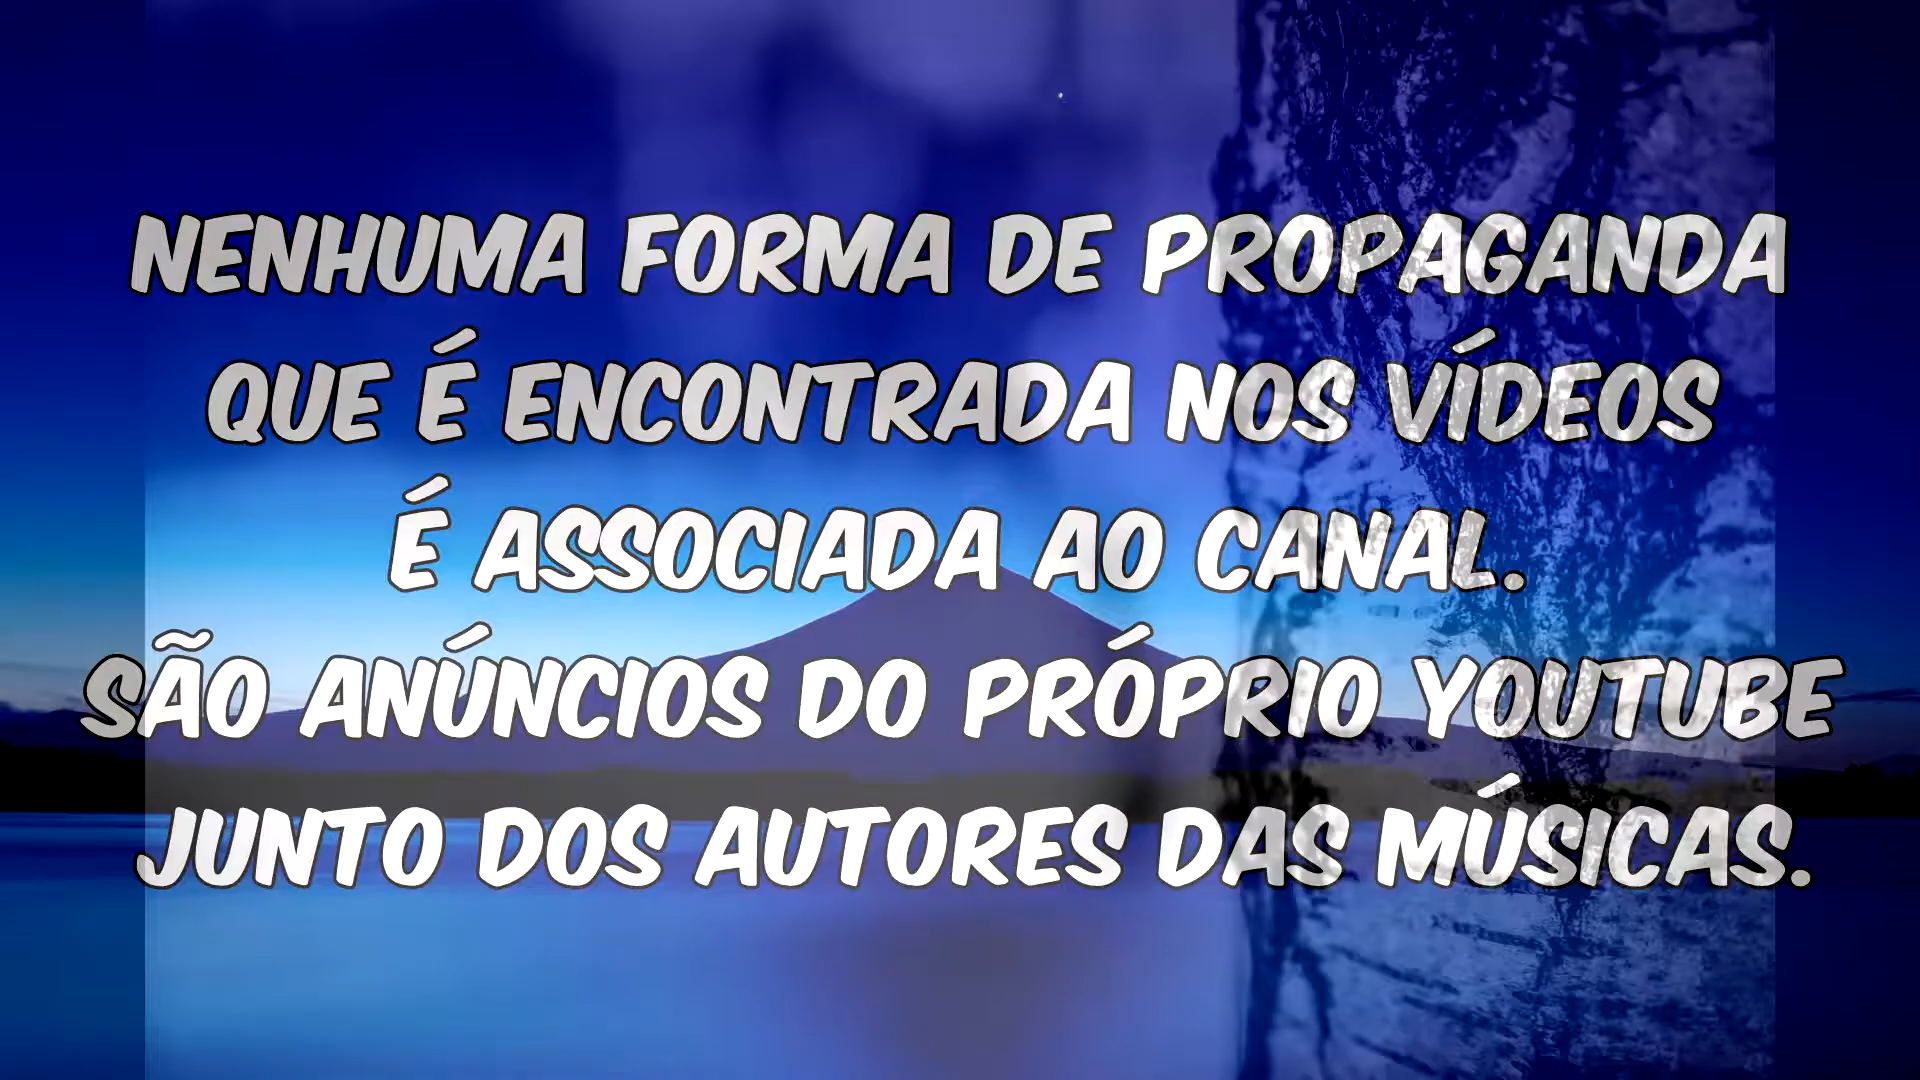 NENHUMA FORMA DE PROPAGANDA
QUE É ENCONTRADA NOS VÍDEOS
É ASSOCIADA AO CANAL.
SÃO ANÚNCIOS DO PRÓPRIO YOUTUBE
JUNTO DOS AUTORES DAS MÚSICAS.